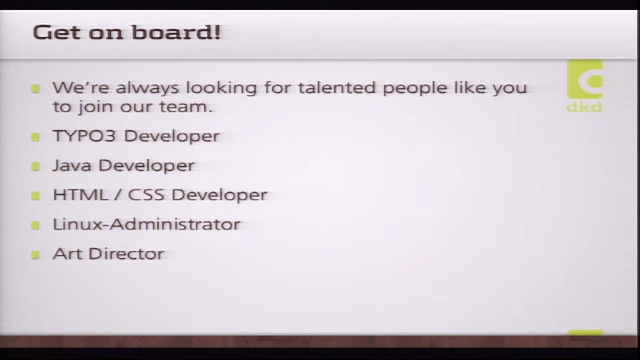 Get on board!
We're always looking for talented people like you
to join our team.
TYPO3 Developer
Java Developer
HTML / CSS Developer
Linux-Administrator
Art Director
dkd